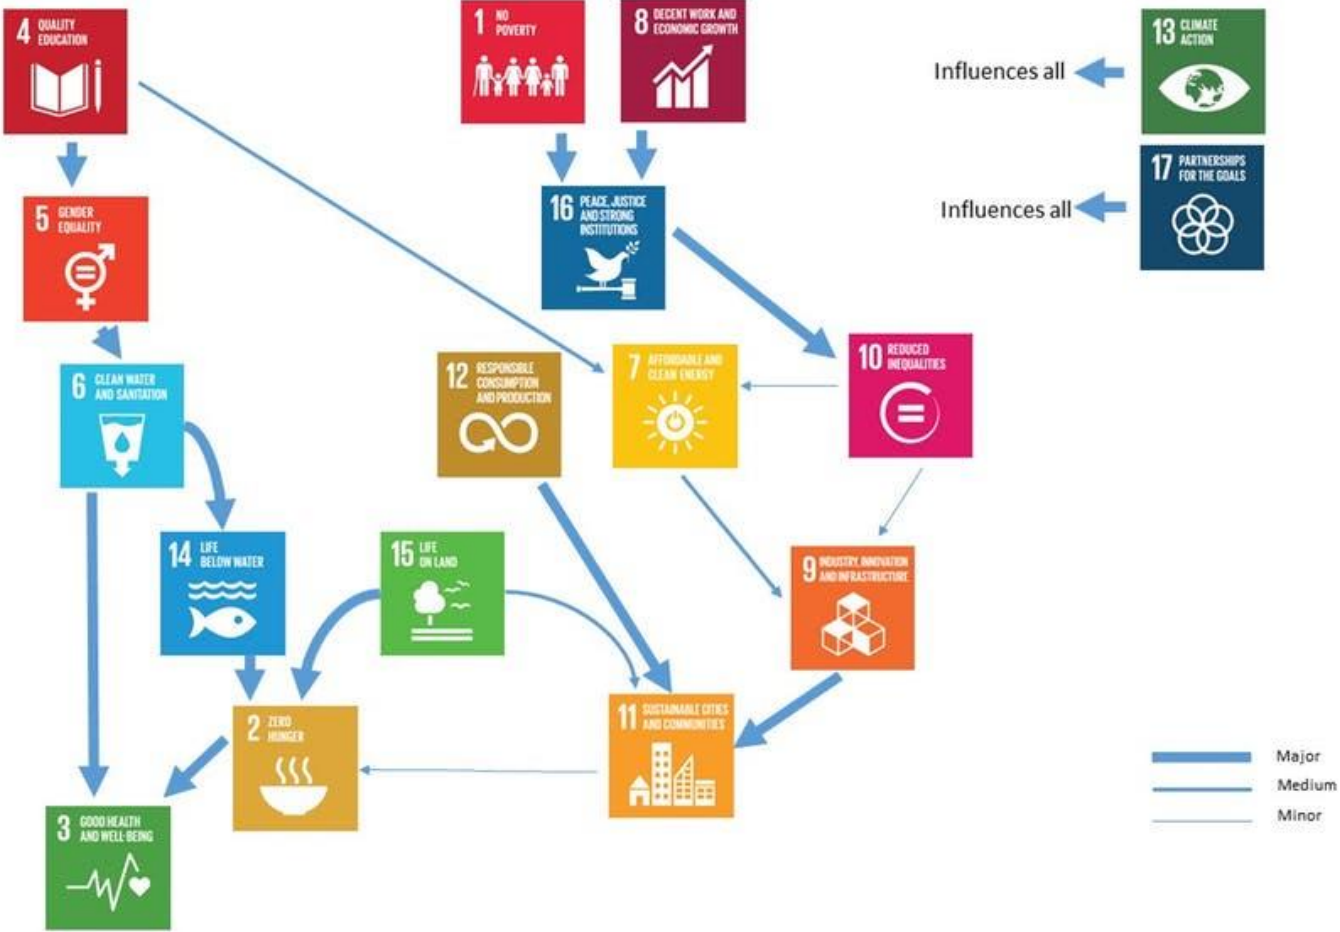 4 QUALITY
EDUCATION
1 NO
POVERTY
8 DECENT WORK AND
ECONOMIC GROWTH
13 CLIMATE
ACTION
Influences all
17 PARTNERSHIPS
FOR THE GOALS
Influences all
5 GENDER
EQUALITY
16 PEACE, JUSTICE
AND STRONG
INSTITUTIONS
6 CLEAN WATER
AND SANITATION
12 RESPONSIBLE
CONSUMPTION
AND PRODUCTION
7 AFFORDABLE AND
CLEAN ENERGY
10 REDUCED
INEQUALITIES
14 LIFE
BELOW WATER
15 LIFE
ON LAND
9 INDUSTRY, INNOVATION
AND INFRASTRUCTURE
2 ZERO
HUNGER
11 SUSTAINABLE CITIES
AND COMMUNITIES
3 GOOD HEALTH
AND WELL-BEING
Major
Medium
Minor